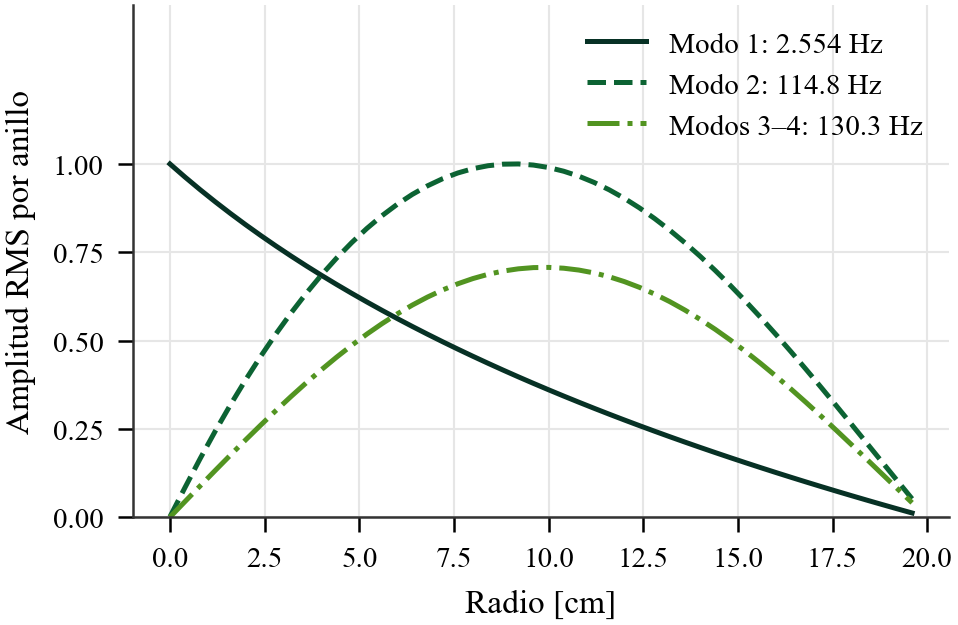 Modo 1: 2.554 Hz
Modo 2: 114.8 Hz
Modos 3–4: 130.3 Hz
Amplitud RMS por anillo
1.00
0.75
0.50
0.25
0.00
0.0 2.5 5.0 7.5 10.0 12.5 15.0 17.5 20.0
Radio [cm]